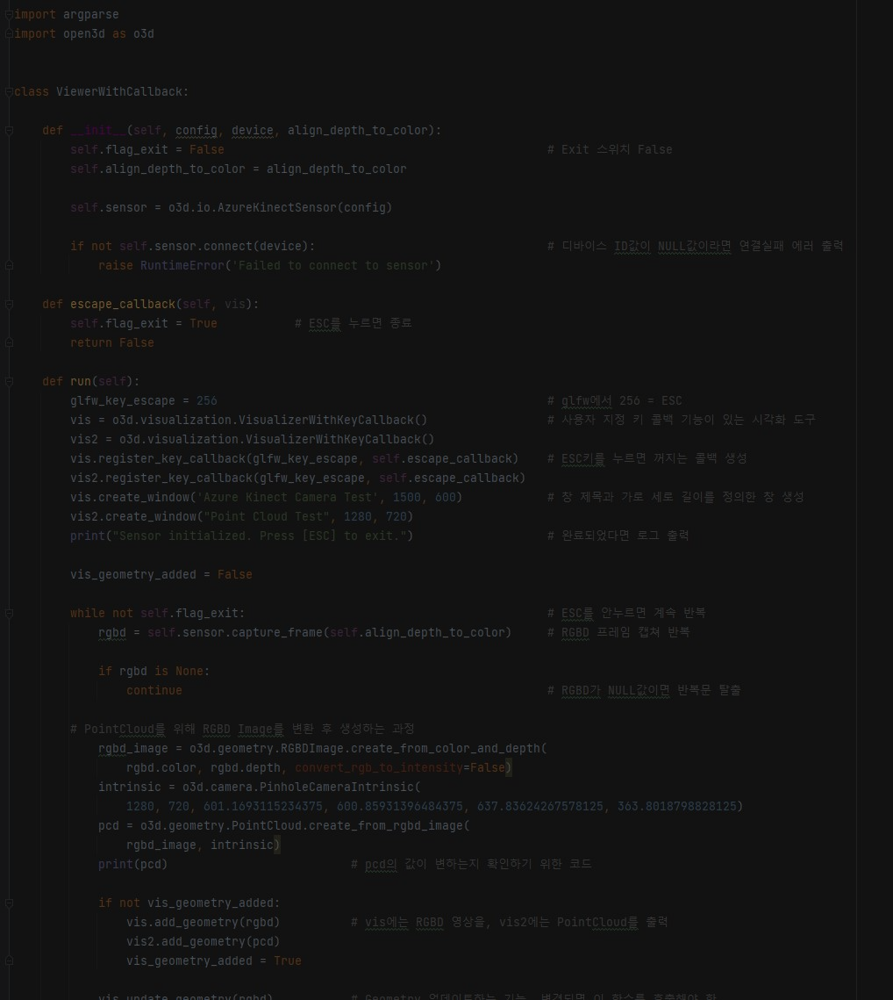 import argparse
import open3d as o3d
class ViewerWithCallback:
def __init__(self, config, device, align_depth_to_color):
self.flag_exit = False # Exit 스위치 False
self.align_depth_to_color = align_depth_to_color
self.sensor = o3d.io.AzureKinectSensor(config)
if not self.sensor.connect(device): # 디바이스 ID값이 NULL값이라면 연결실패 에러 출력
raise RuntimeError('Failed to connect to sensor')
def escape_callback(self, vis):
self.flag_exit = True # ESC를 누르면 종료
return False
def run(self):
glfw_key_escape = 256 # glfw에서 256 = ESC
vis = o3d.visualization.VisualizerWithKeyCallback() # 사용자 지정 키 콜백 기능이 있는 시각화 도구
vis2 = o3d.visualization.VisualizerWithKeyCallback()
vis.register_key_callback(glfw_key_escape, self.escape_callback) # ESC키를 누르면 꺼지는 콜백 생성
vis2.register_key_callback(glfw_key_escape, self.escape_callback)
vis.create_window('Azure Kinect Camera Test', 1500, 600) # 창 제목과 가로 세로 길이를 정의한 창 생성
vis2.create_window("Point Cloud Test", 1280, 720)
print("Sensor initialized. Press [ESC] to exit.") # 완료되었다면 로그 출력
vis_geometry_added = False
while not self.flag_exit: # ESC를 안누르면 계속 반복
rgbd = self.sensor.capture_frame(self.align_depth_to_color) # RGBD 프레임 캡쳐 반복
if rgbd is None:
continue # RGBD가 NULL값이면 반복문 탈출
# PointCloud를 위해 RGBD Image를 변환 후 생성하는 과정
rgbd_image = o3d.geometry.RGBDImage.create_from_color_and_depth(
rgbd.color, rgbd.depth, convert_rgb_to_intensity=False)
intrinsic = o3d.camera.PinholeCameraIntrinsic(
1280, 720, 601.1693115234375, 600.85931396484375, 637.83624267578125, 363.8018798828125)
pcd = o3d.geometry.PointCloud.create_from_rgbd_image(
rgbd_image, intrinsic)
print(pcd) # pcd의 값이 변하는지 확인하기 위한 코드
if not vis_geometry_added:
vis.add_geometry(rgbd) # vis에는 RGBD 영상을, vis2에는 PointCloud를 출력
vis2.add_geometry(pcd)
vis_geometry_added = True
vis.update_geometry(rgbd) # Geometry 업데이트하는 기능, 변경되면 이 함수를 호출해야 함